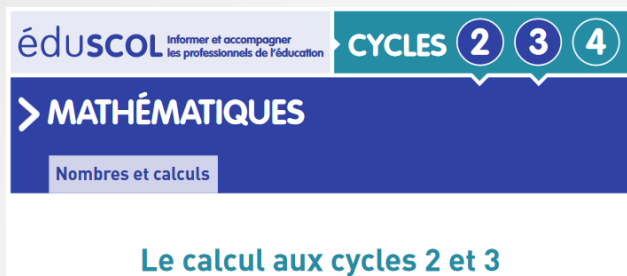 éduSCOL Informer et accompagner
les professionnels de l'éducation
CYCLES 2 3 4
MATHÉMATIQUES
Nombres et calculs
Le calcul aux cycles 2 et 3